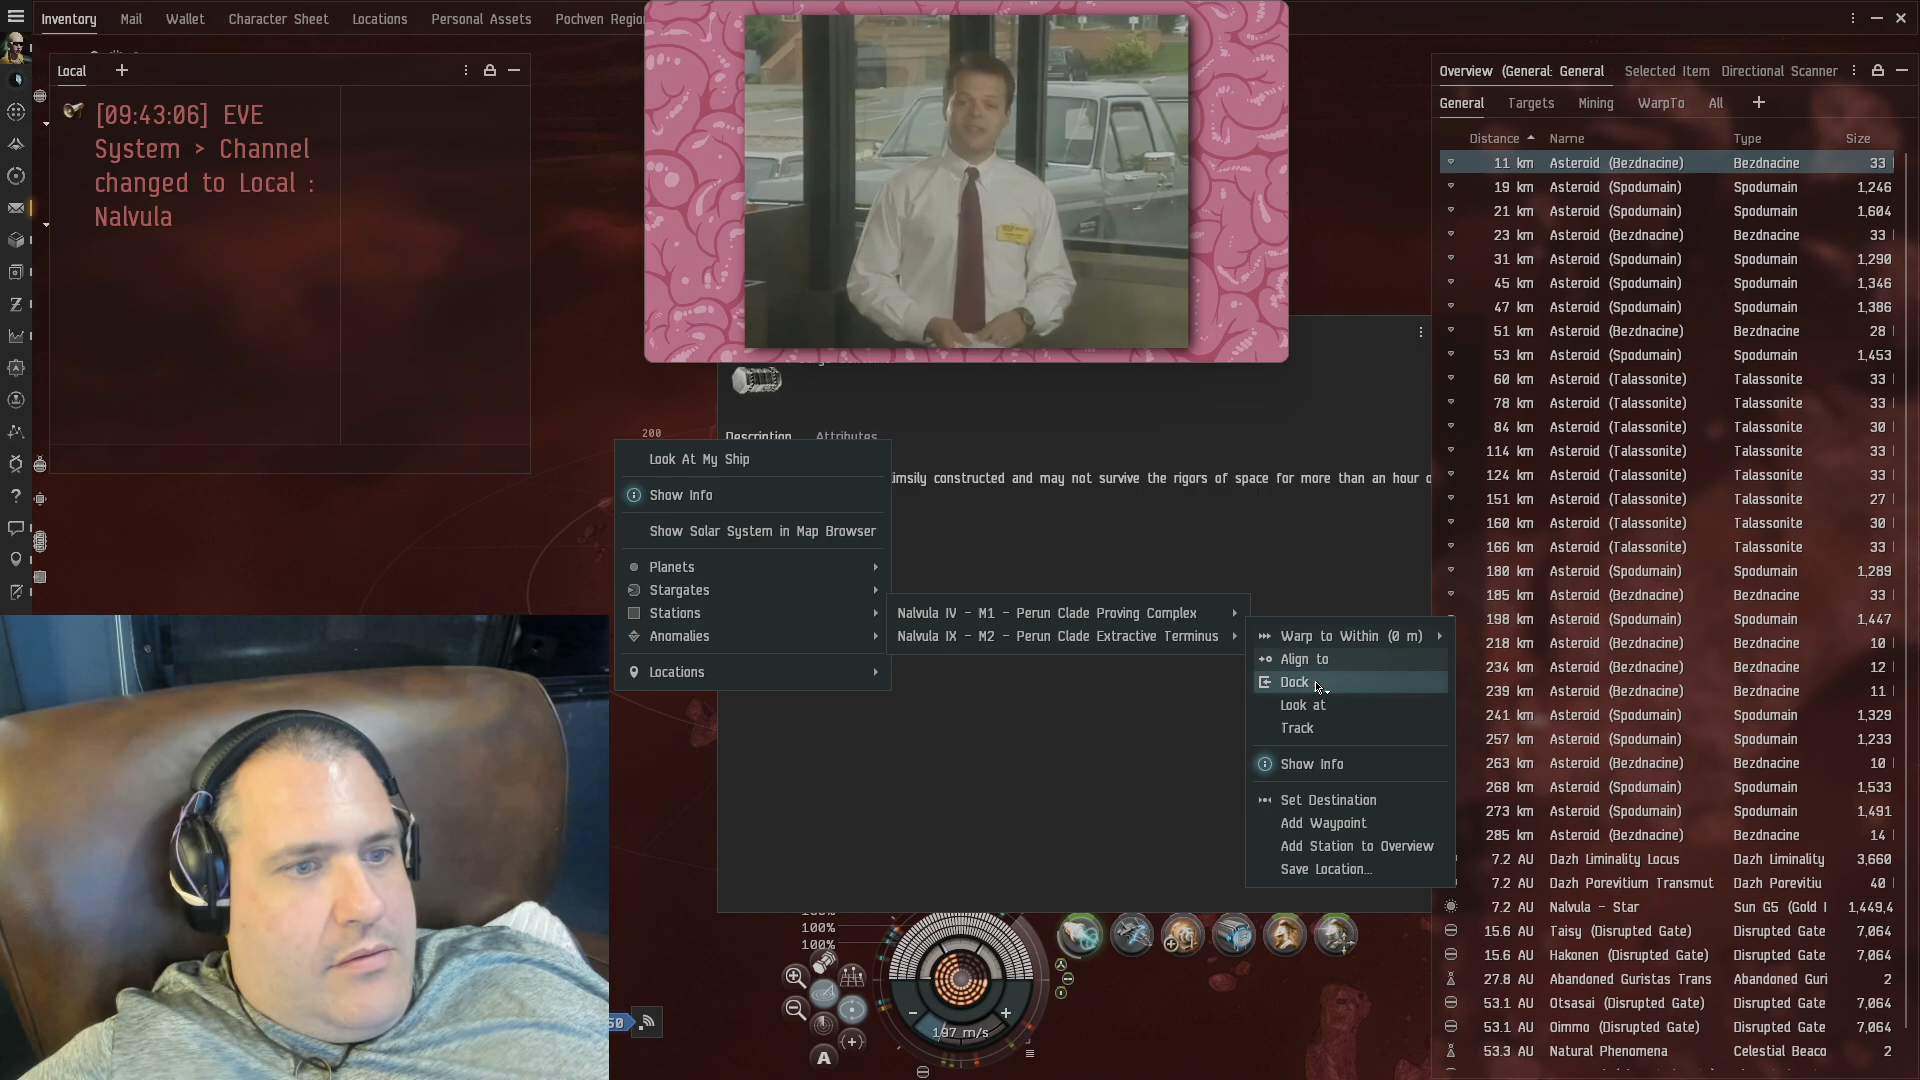 Inventory
Mail
Wallet
Character Sheet
Locations
Personal Assets
Local
[09:43:06] EVE
System > Channel
changed to Local :
Nalvula
200
Description
Attributes
imsily constructed and may not survive the rigors of space for more than an hour
Look At My Ship
Show Info
Show Solar System in Map Browser
Planets
Stargates
Stations
Anomalies
Locations
Nalvula IV - M1 - Perun Clade Proving Complex
Nalvula IX - M2 - Perun Clade Extractive Terminus
Warp to Within (0 m)
Align to
Dock
Look at
Track
Show Info
Set Destination
Add Waypoint
Add Station to Overview
Save Location...
100%
100%
197 m/s
A
Overview (General: General
Selected Item
Directional Scanner
General
Targets
Mining
WarpTo
All
Distance Name Type Size
11 km Asteroid (Bezdnacine) Bezdnacine 33
19 km Asteroid (Spodumain) Spodumain 1,246
21 km Asteroid (Spodumain) Spodumain 1,604
23 km Asteroid (Bezdnacine) Bezdnacine 33
31 km Asteroid (Spodumain) Spodumain 1,290
45 km Asteroid (Spodumain) Spodumain 1,346
47 km Asteroid (Spodumain) Spodumain 1,386
51 km Asteroid (Bezdnacine) Bezdnacine 28
53 km Asteroid (Spodumain) Spodumain 1,453
60 km Asteroid (Talassonite) Talassonite 33
78 km Asteroid (Talassonite) Talassonite 33
84 km Asteroid (Talassonite) Talassonite 30
114 km Asteroid (Talassonite) Talassonite 33
124 km Asteroid (Talassonite) Talassonite 33
151 km Asteroid (Talassonite) Talassonite 27
160 km Asteroid (Talassonite) Talassonite 30
166 km Asteroid (Talassonite) Talassonite 33
180 km Asteroid (Spodumain) Spodumain 1,289
185 km Asteroid (Bezdnacine) Bezdnacine 33
198 km Asteroid (Spodumain) Spodumain 1,447
218 km Asteroid (Bezdnacine) Bezdnacine 10
234 km Asteroid (Bezdnacine) Bezdnacine 12
239 km Asteroid (Bezdnacine) Bezdnacine 11
241 km Asteroid (Spodumain) Spodumain 1,329
257 km Asteroid (Spodumain) Spodumain 1,233
263 km Asteroid (Bezdnacine) Bezdnacine 10
268 km Asteroid (Spodumain) Spodumain 1,533
273 km Asteroid (Spodumain) Spodumain 1,491
285 km Asteroid (Bezdnacine) Bezdnacine 14
7.2 AU Dazh Liminality Locus Dazh Liminality 3,660
7.2 AU Dazh Porevitium Transmut Dazh Porevitiu 40
7.2 AU Nalvula - Star Sun G5 (Gold 1,449,4
15.6 AU Taisy (Disrupted Gate) Disrupted Gate 7,064
15.6 AU Hakonen (Disrupted Gate) Disrupted Gate 7,064
27.8 AU Abandoned Guristas Trans Abandoned Guri 2
53.1 AU Otsasai (Disrupted Gate) Disrupted Gate 7,064
53.1 AU Oimmo (Disrupted Gate) Disrupted Gate 7,064
53.3 AU Natural Phenomena Celestial Beaco 2